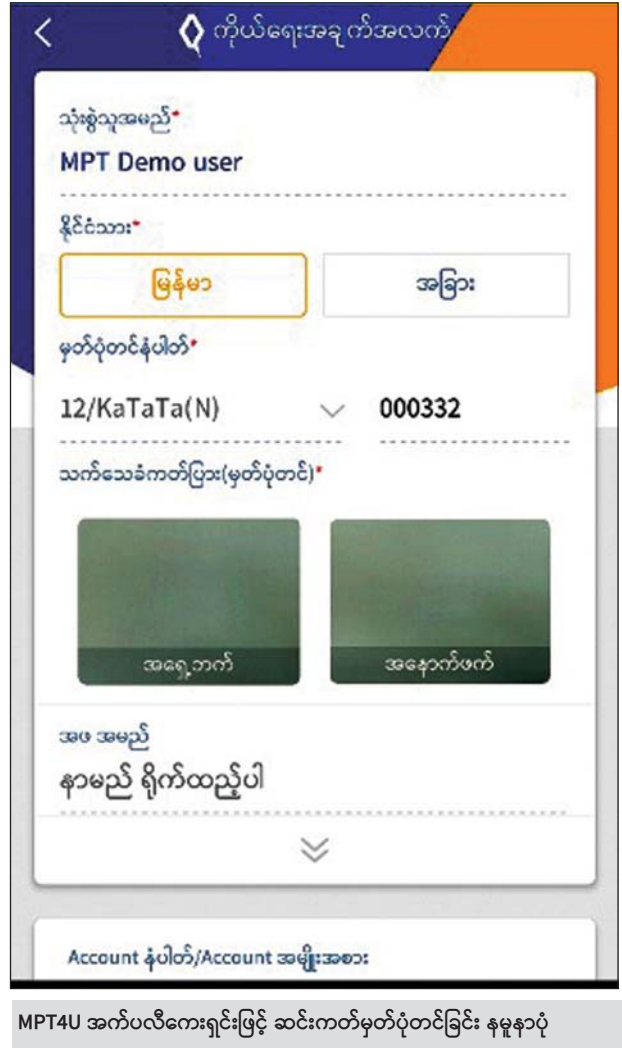 ကိုယ်ရေးအချက်အလက်
သုံးစွဲသူအမည်*
MPT Demo user
နိုင်ငံသား*
မြန်မာ အခြား
မှတ်ပုံတင်နံပါတ်*
12/KaTaTa(N) 000332
သက်သေခံကတ်ပြား(မှတ်ပုံတင်)*
အရှေ့ဘက် အနောက်ဖက်
အဖ အမည်
နာမည် ရိုက်ထည့်ပါ
Account နံပါတ်/Account အမျိုးအစား
MPT4U အက်ပလီကေးရှင်းဖြင့် ဆင်းကတ်မှတ်ပုံတင်ခြင်း နမူနာပုံ